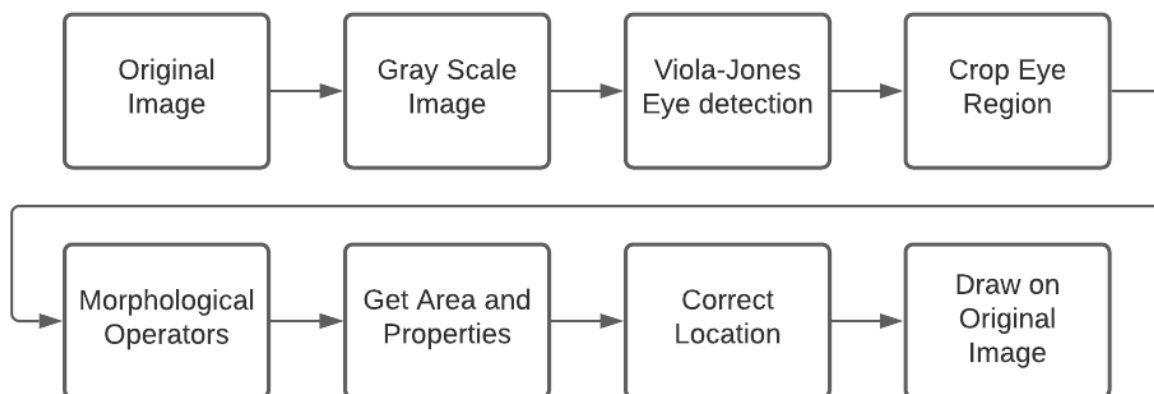 Original
Image
Gray Scale
Image
Viola-Jones
Eye detection
Crop Eye
Region
Morphological
Operators
Get Area and
Properties
Correct
Location
Draw on
Original
Image